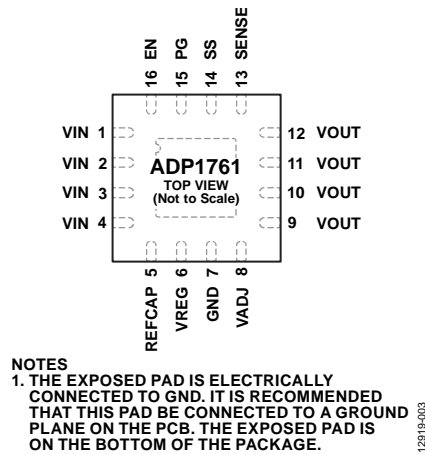 16 EN
15 PG
14 SS
13 SENSE
VIN 1
VIN 2
VIN 3
VIN 4
12 VOUT
11 VOUT
10 VOUT
9 VOUT
ADP1761
TOP VIEW
(Not to Scale)
REFCAP 5
VREG 6
GND 7
VADJ 8
NOTES
1. THE EXPOSED PAD IS ELECTRICALLY
CONNECTED TO GND. IT IS RECOMMENDED
THAT THIS PAD BE CONNECTED TO A GROUND
PLANE ON THE PCB. THE EXPOSED PAD IS
ON THE BOTTOM OF THE PACKAGE.
12919-003